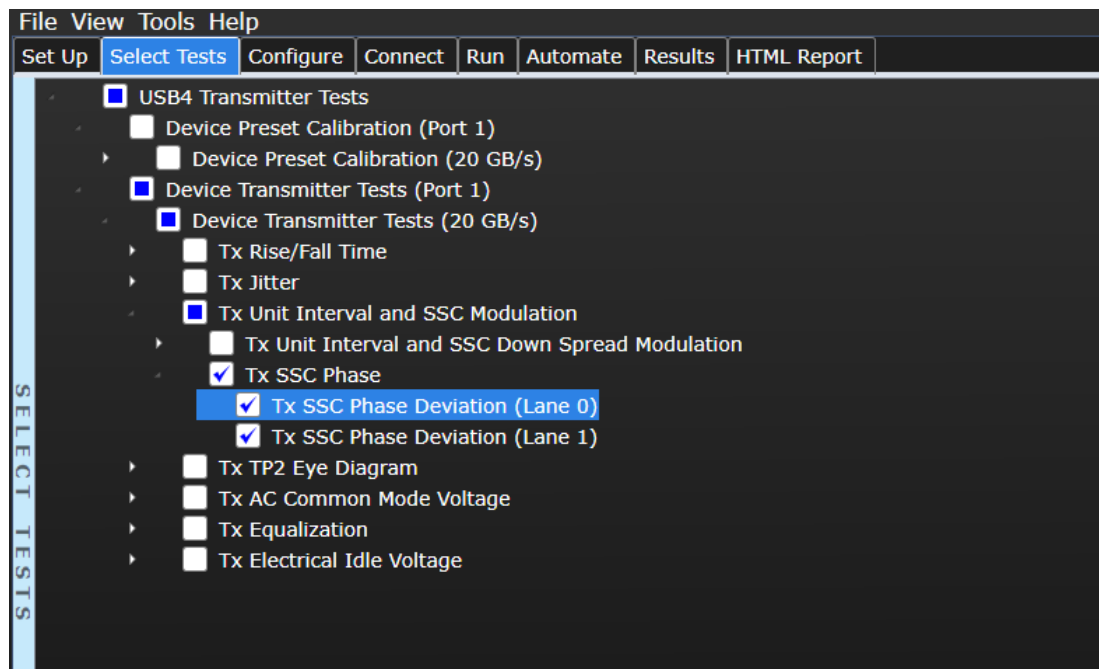 File View Tools Help
Set Up Select Tests Configure Connect Run Automate Results HTML Report
USB4 Transmitter Tests
Device Preset Calibration (Port 1)
Device Preset Calibration (20 GB/s)
Device Transmitter Tests (Port 1)
Device Transmitter Tests (20 GB/s)
Tx Rise/Fall Time
Tx Jitter
Tx Unit Interval and SSC Modulation
Tx Unit Interval and SSC Down Spread Modulation
Tx SSC Phase
Tx SSC Phase Deviation (Lane 0)
Tx SSC Phase Deviation (Lane 1)
Tx TP2 Eye Diagram
Tx AC Common Mode Voltage
Tx Equalization
Tx Electrical Idle Voltage
SELECT TESTS